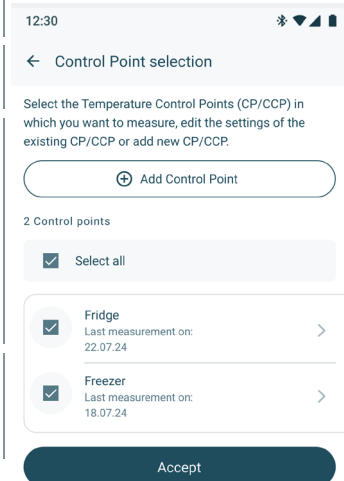 12:30
Control Point selection
Select the Temperature Control Points (CP/CCP) in
which you want to measure, edit the settings of the
existing CP/CCP or add new CP/CCP.
Add Control Point
2 Control points
Select all
Fridge
Last measurement on:
22.07.24
Freezer
Last measurement on:
18.07.24
Accept